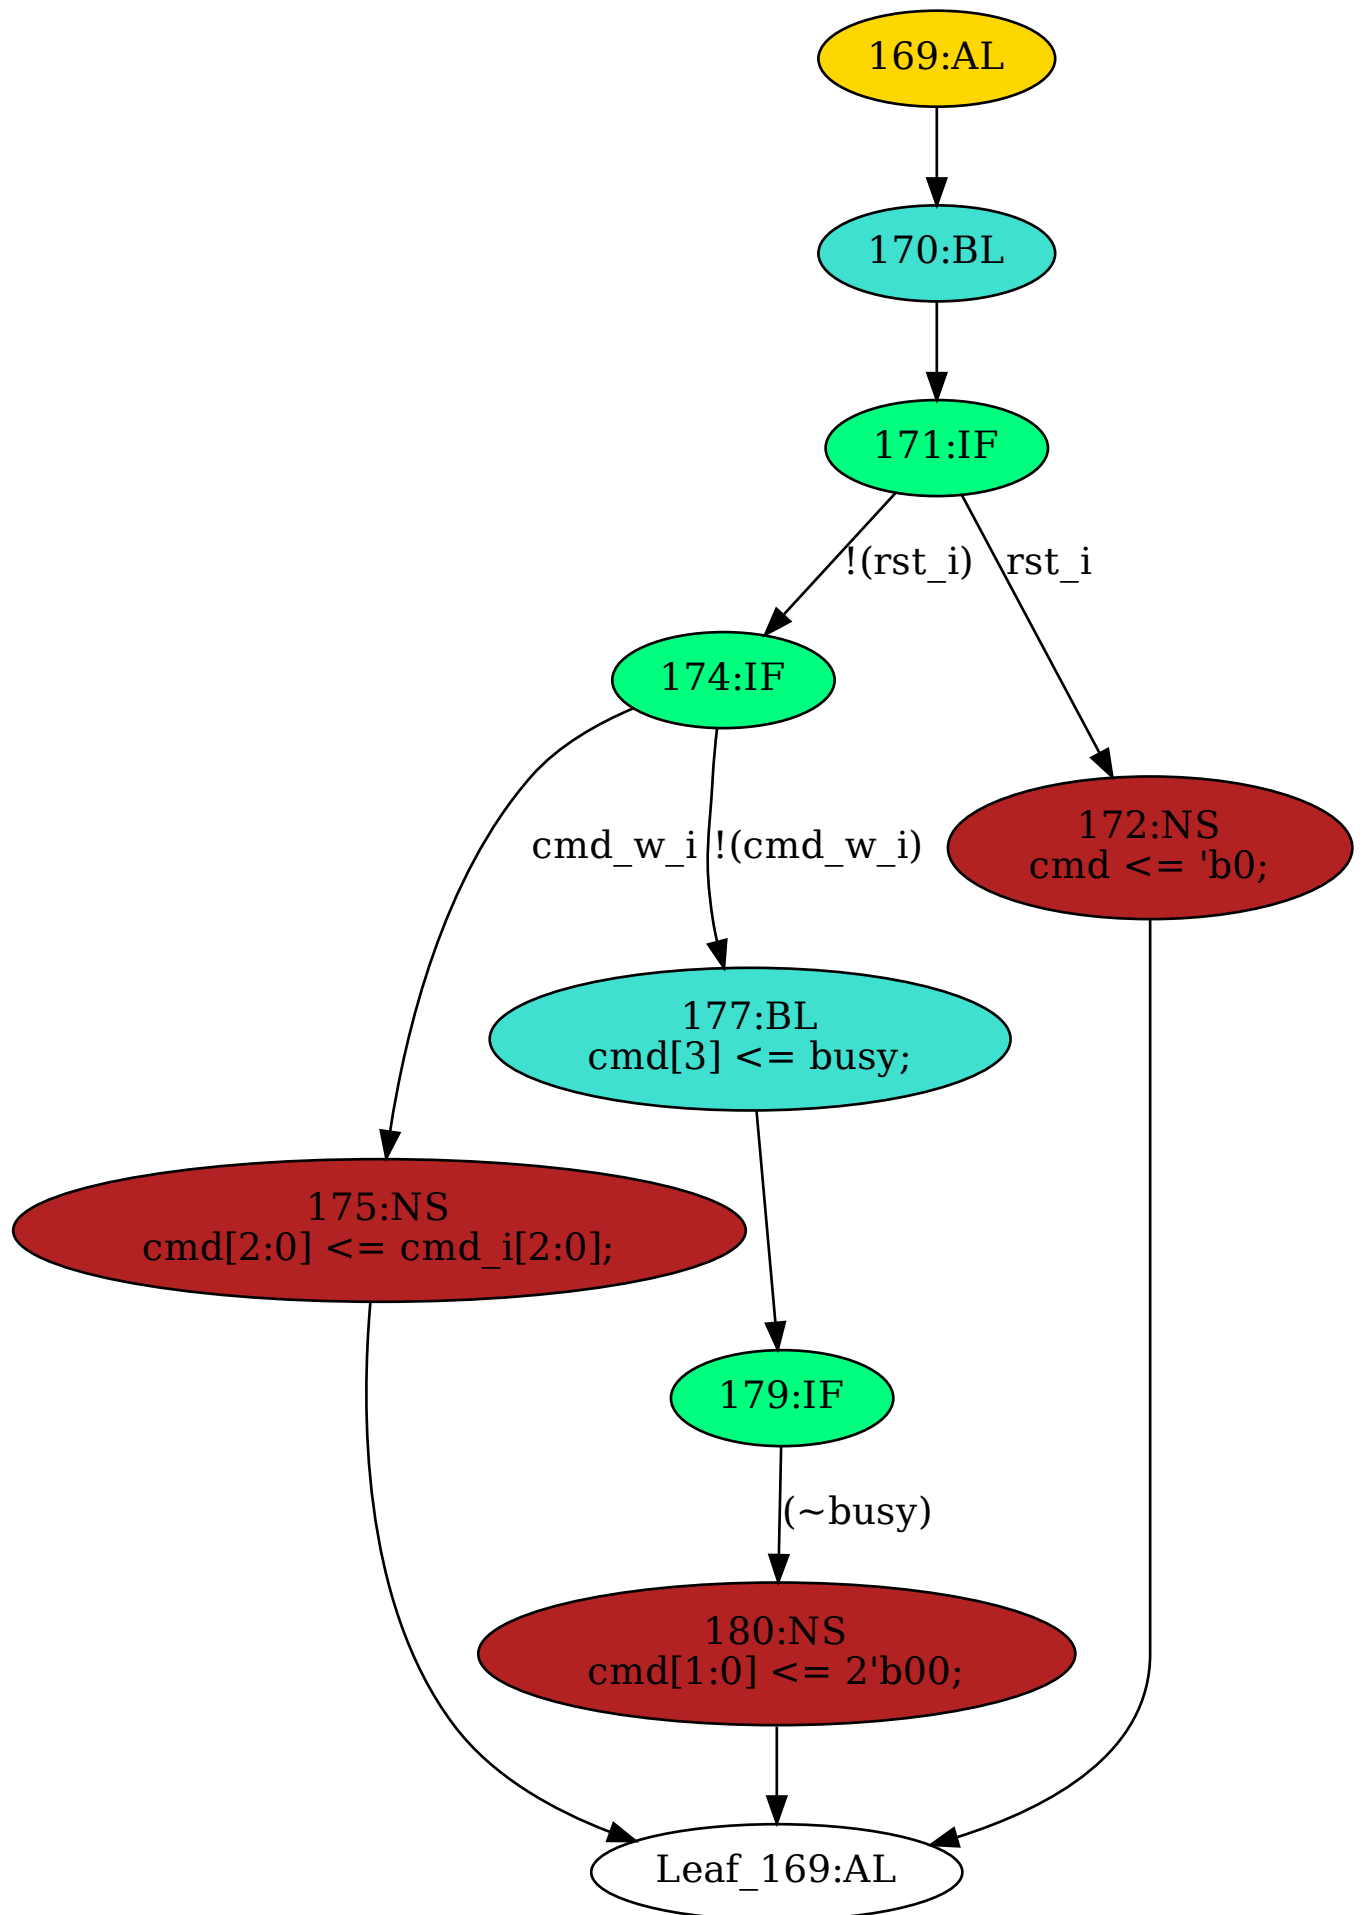 169:AL
170:BL
171:IF
!(rst_i)
rst_i
174:IF
cmd_w_i
!(cmd_w_i)
172:NS
cmd <= 'b0;
177:BL
cmd[3] <= busy;
175:NS
cmd[2:0] <= cmd_i[2:0];
179:IF
(~busy)
180:NS
cmd[1:0] <= 2'b00;
Leaf_169:AL